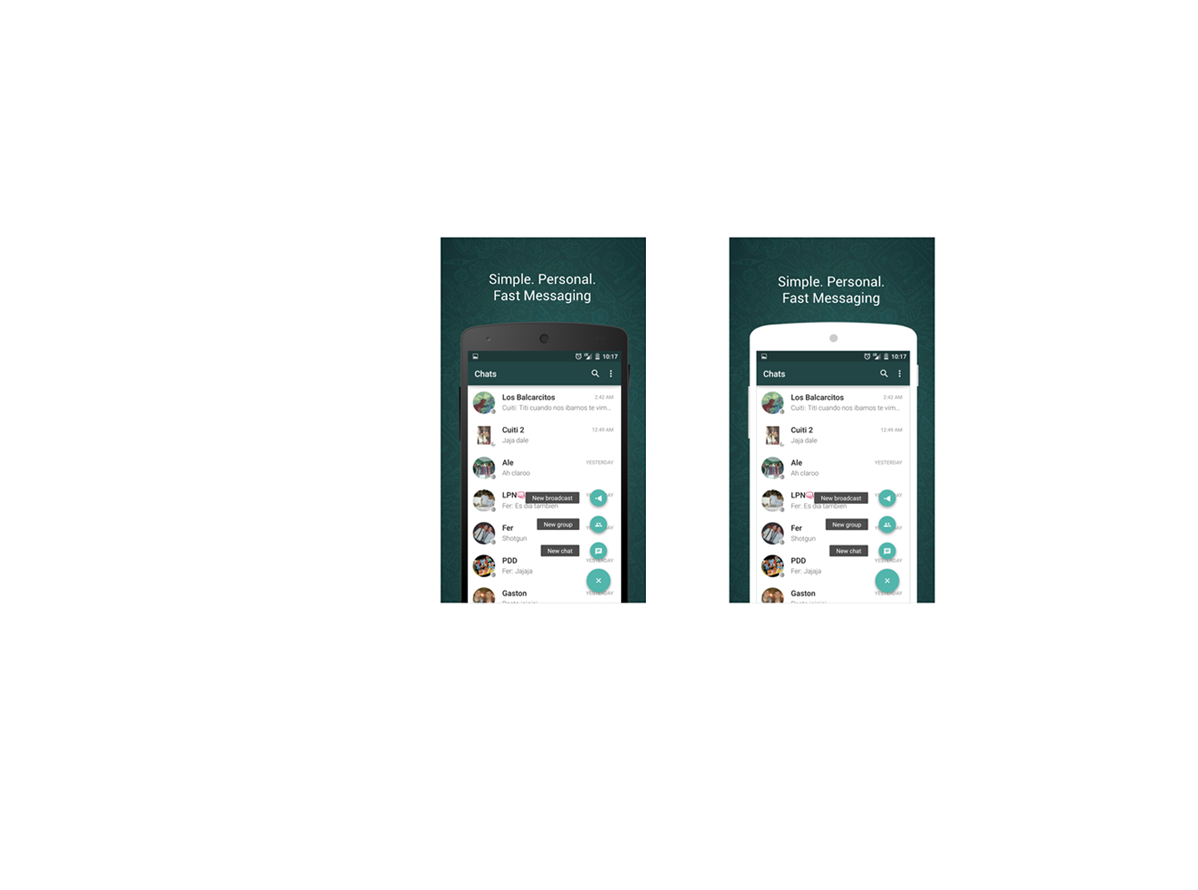 Simple. Personal.
Fast Messaging
10:17
Chats
Los Balcarcitos 2:42 AM
Cuiti: Titi cuando nos ibamos te vim...
Cuiti 2 12:49 AM
Jaja dale
Ale YESTERDAY
Ah claroo
LPN New broadcast
Fer: Es dia tambien
Fer New group
Shotgun
New chat
PDD YESTERDAY
Fer: Jajaja
Gaston YESTERDAY
Simple. Personal.
Fast Messaging
10:17
Chats
Los Balcarcitos 2:42 AM
Cuiti: Titi cuando nos ibamos te vim...
Cuiti 2 12:49 AM
Jaja dale
Ale YESTERDAY
Ah claroo
LPN New broadcast
Fer: Es dia tambien
Fer New group
Shotgun
New chat
PDD YESTERDAY
Fer: Jajaja
Gaston YESTERDAY